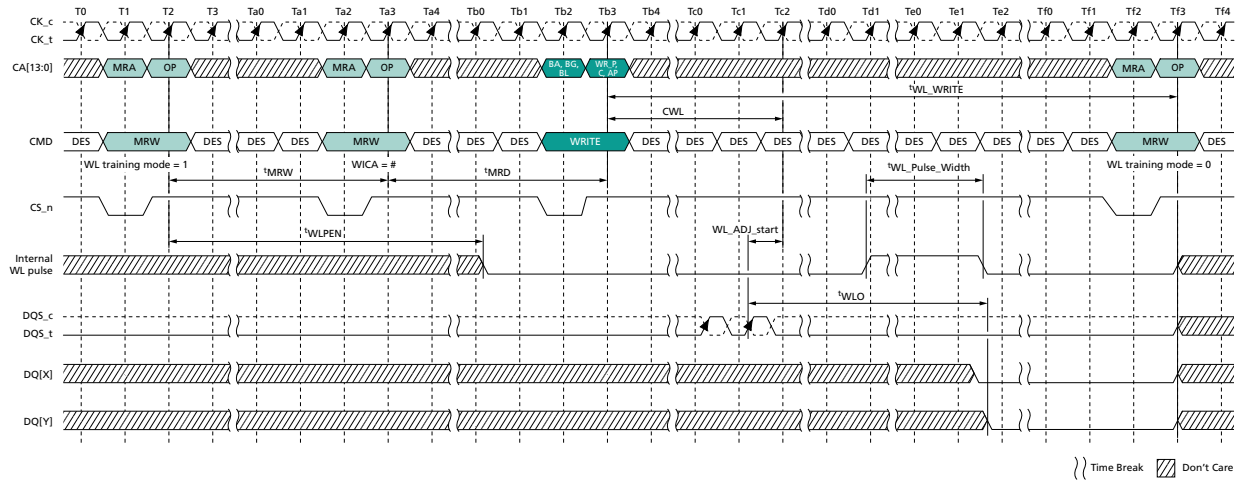 T0 T1 T2 T3 Ta0 Ta1 Ta2 Ta3 Ta4 Tb0 Tb1 Tb2 Tb3 Tb4 Tc0 Tc1 Tc2 Td0 Td1 Te0 Te1 Te2 Tf0 Tf1 Tf2 Tf3 Tf4
CK_c
CK_t
CA[13:0] MRA OP MRA OP BA, BG, BL WR_P, C, AP MRA OP
tWL_WRITE
CWL
CMD DES MRW DES DES DES MRW DES DES DES WRITE DES DES DES DES DES DES DES DES DES DES DES MRW DES
WL training mode = 1 WICA = # tWL_Pulse_Width WL training mode = 0
tMRW tMRD
CS_n
tWLPEN WL_ADJ_start
Internal
WL pulse
tWLO
DQS_c
DQS_t
DQ[X]
DQ[Y]
Time Break Don't Care